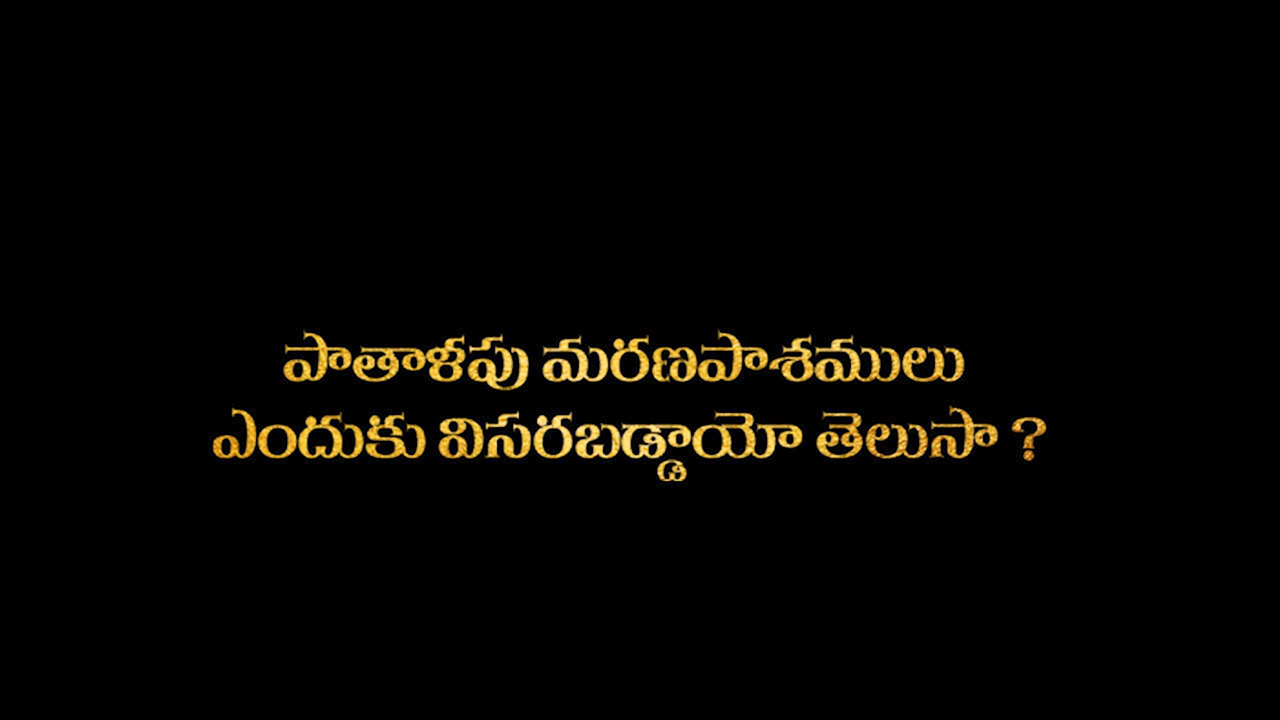 పాతాళపు మరణపాశములు
ఎందుకు విసరబడ్డాయో తెలుసా ?